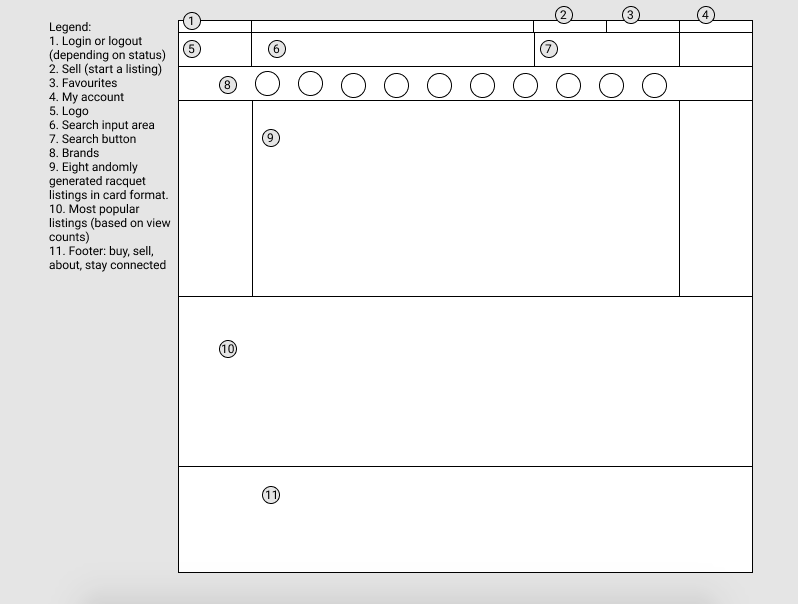 Legend:
1. Login or logout
(depending on status)
2. Sell (start a listing)
3. Favourites
4. My account
5. Logo
6. Search input area
7. Search button
8. Brands
9. Eight andomly
generated racquet
listings in card format.
10. Most popular
listings (based on view
counts)
11. Footer: buy, sell,
about, stay connected
1
2
3
4
5
6
7
8
9
10
11